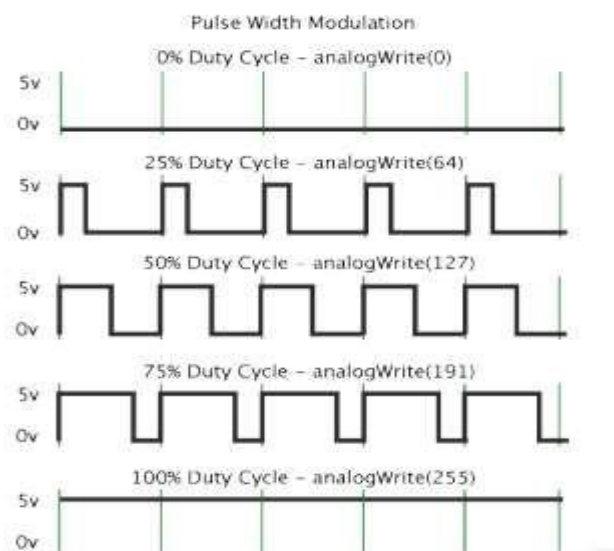 Pulse Width Modulation
0% Duty Cycle - analogWrite(0)
5v
0v
25% Duty Cycle - analogWrite(64)
5v
0v
50% Duty Cycle - analogWrite(127)
5v
0v
75% Duty Cycle - analogWrite(191)
5v
0v
100% Duty Cycle - analogWrite(255)
5v
0v